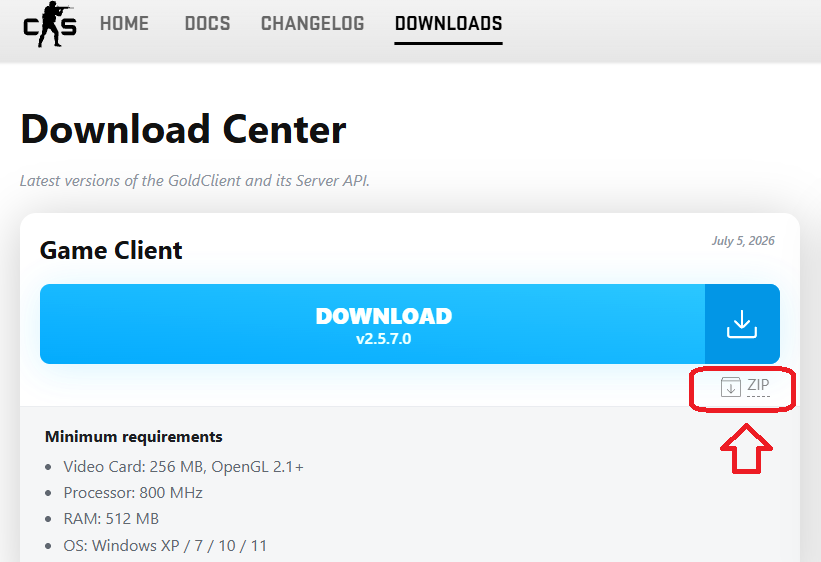 CS HOME DOCS CHANGELOG DOWNLOADS
Download Center
Latest versions of the GoldClient and its Server API.
Game Client
July 5, 2026
DOWNLOAD
v2.5.7.0
ZIP
Minimum requirements
• Video Card: 256 MB, OpenGL 2.1+
• Processor: 800 MHz
• RAM: 512 MB
• OS: Windows XP / 7 / 10 / 11